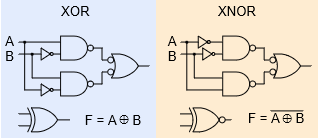 XOR
A
B
F = A ⊕ B
XNOR
A
B
F = A̅ ̅⊕̅ ̅B̅